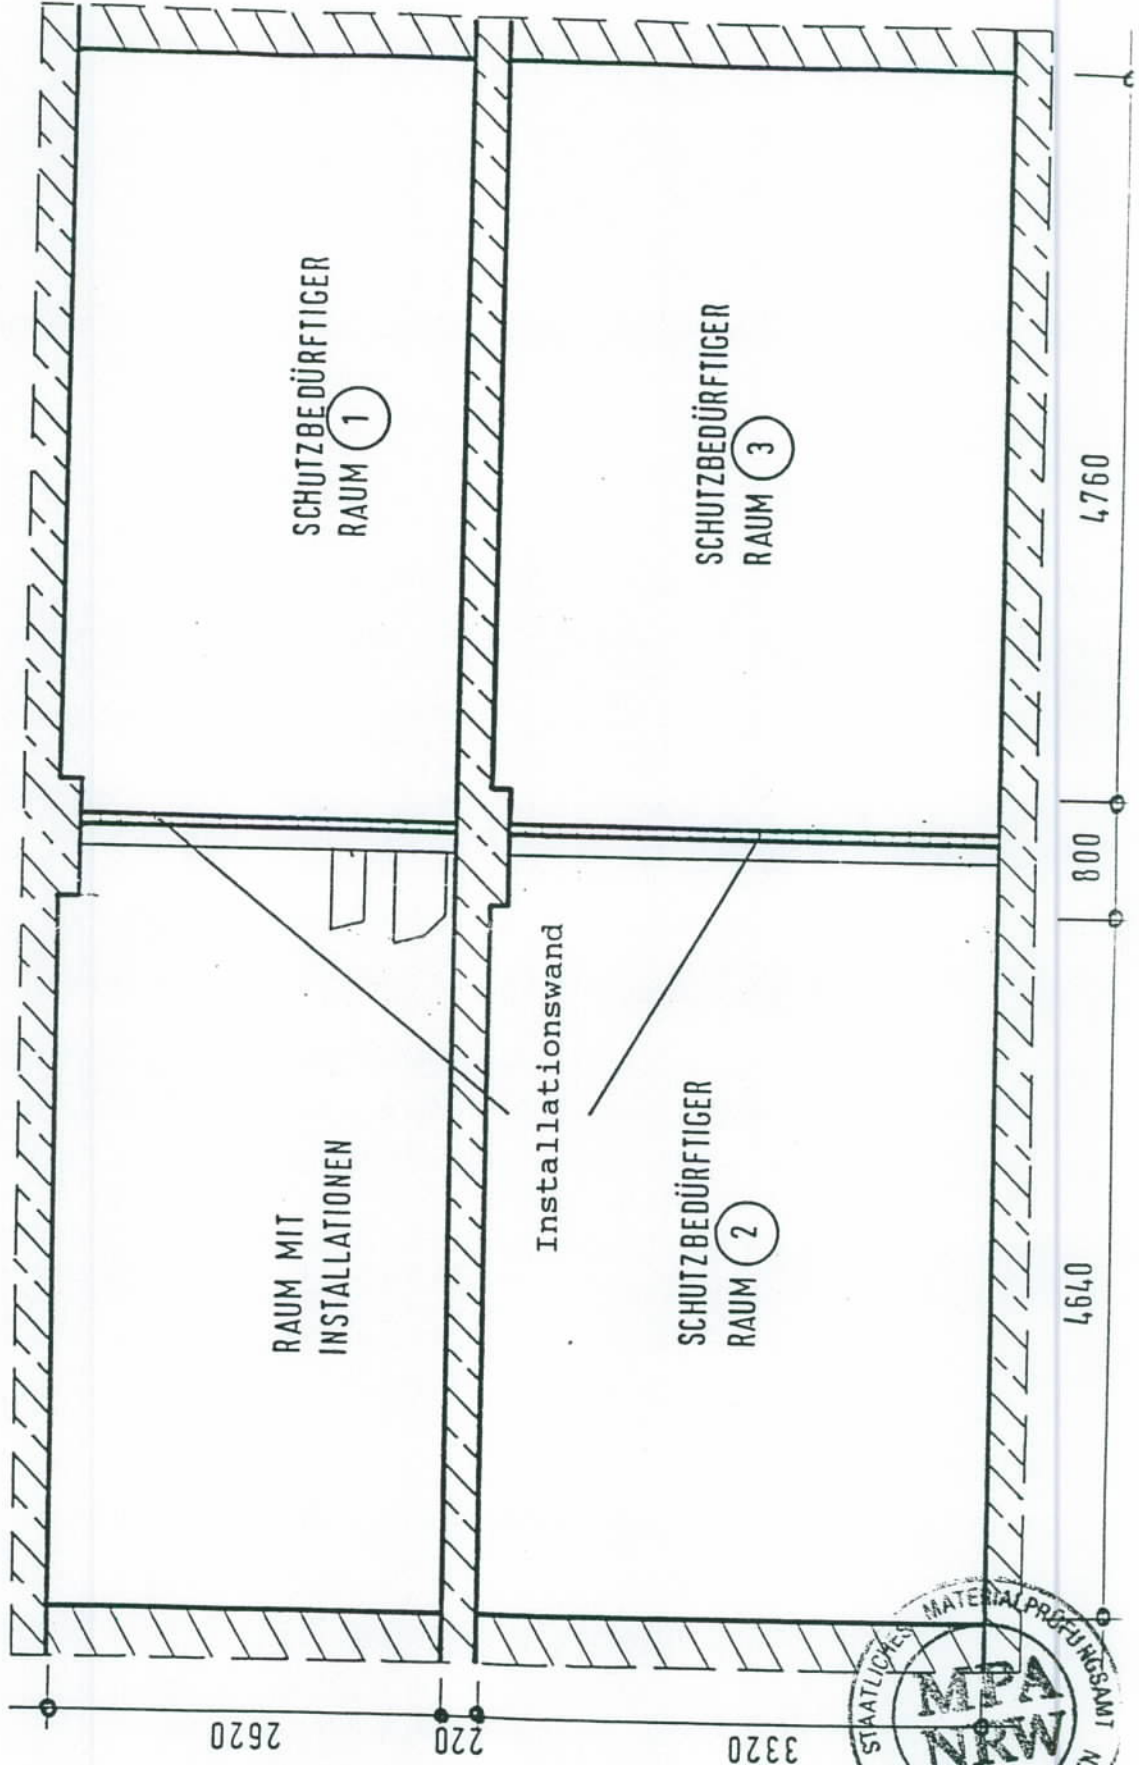 RAUM MIT
INSTALLATIONEN
SCHUTZBEDÜRFTIGER
RAUM 1
Installationswand
SCHUTZBEDÜRFTIGER
RAUM 2
SCHUTZBEDÜRFTIGER
RAUM 3
2620
220
3320
4640
800
4760
STAATLICHES MATERIALPRÜFUNGSAMT
MPA
NRW